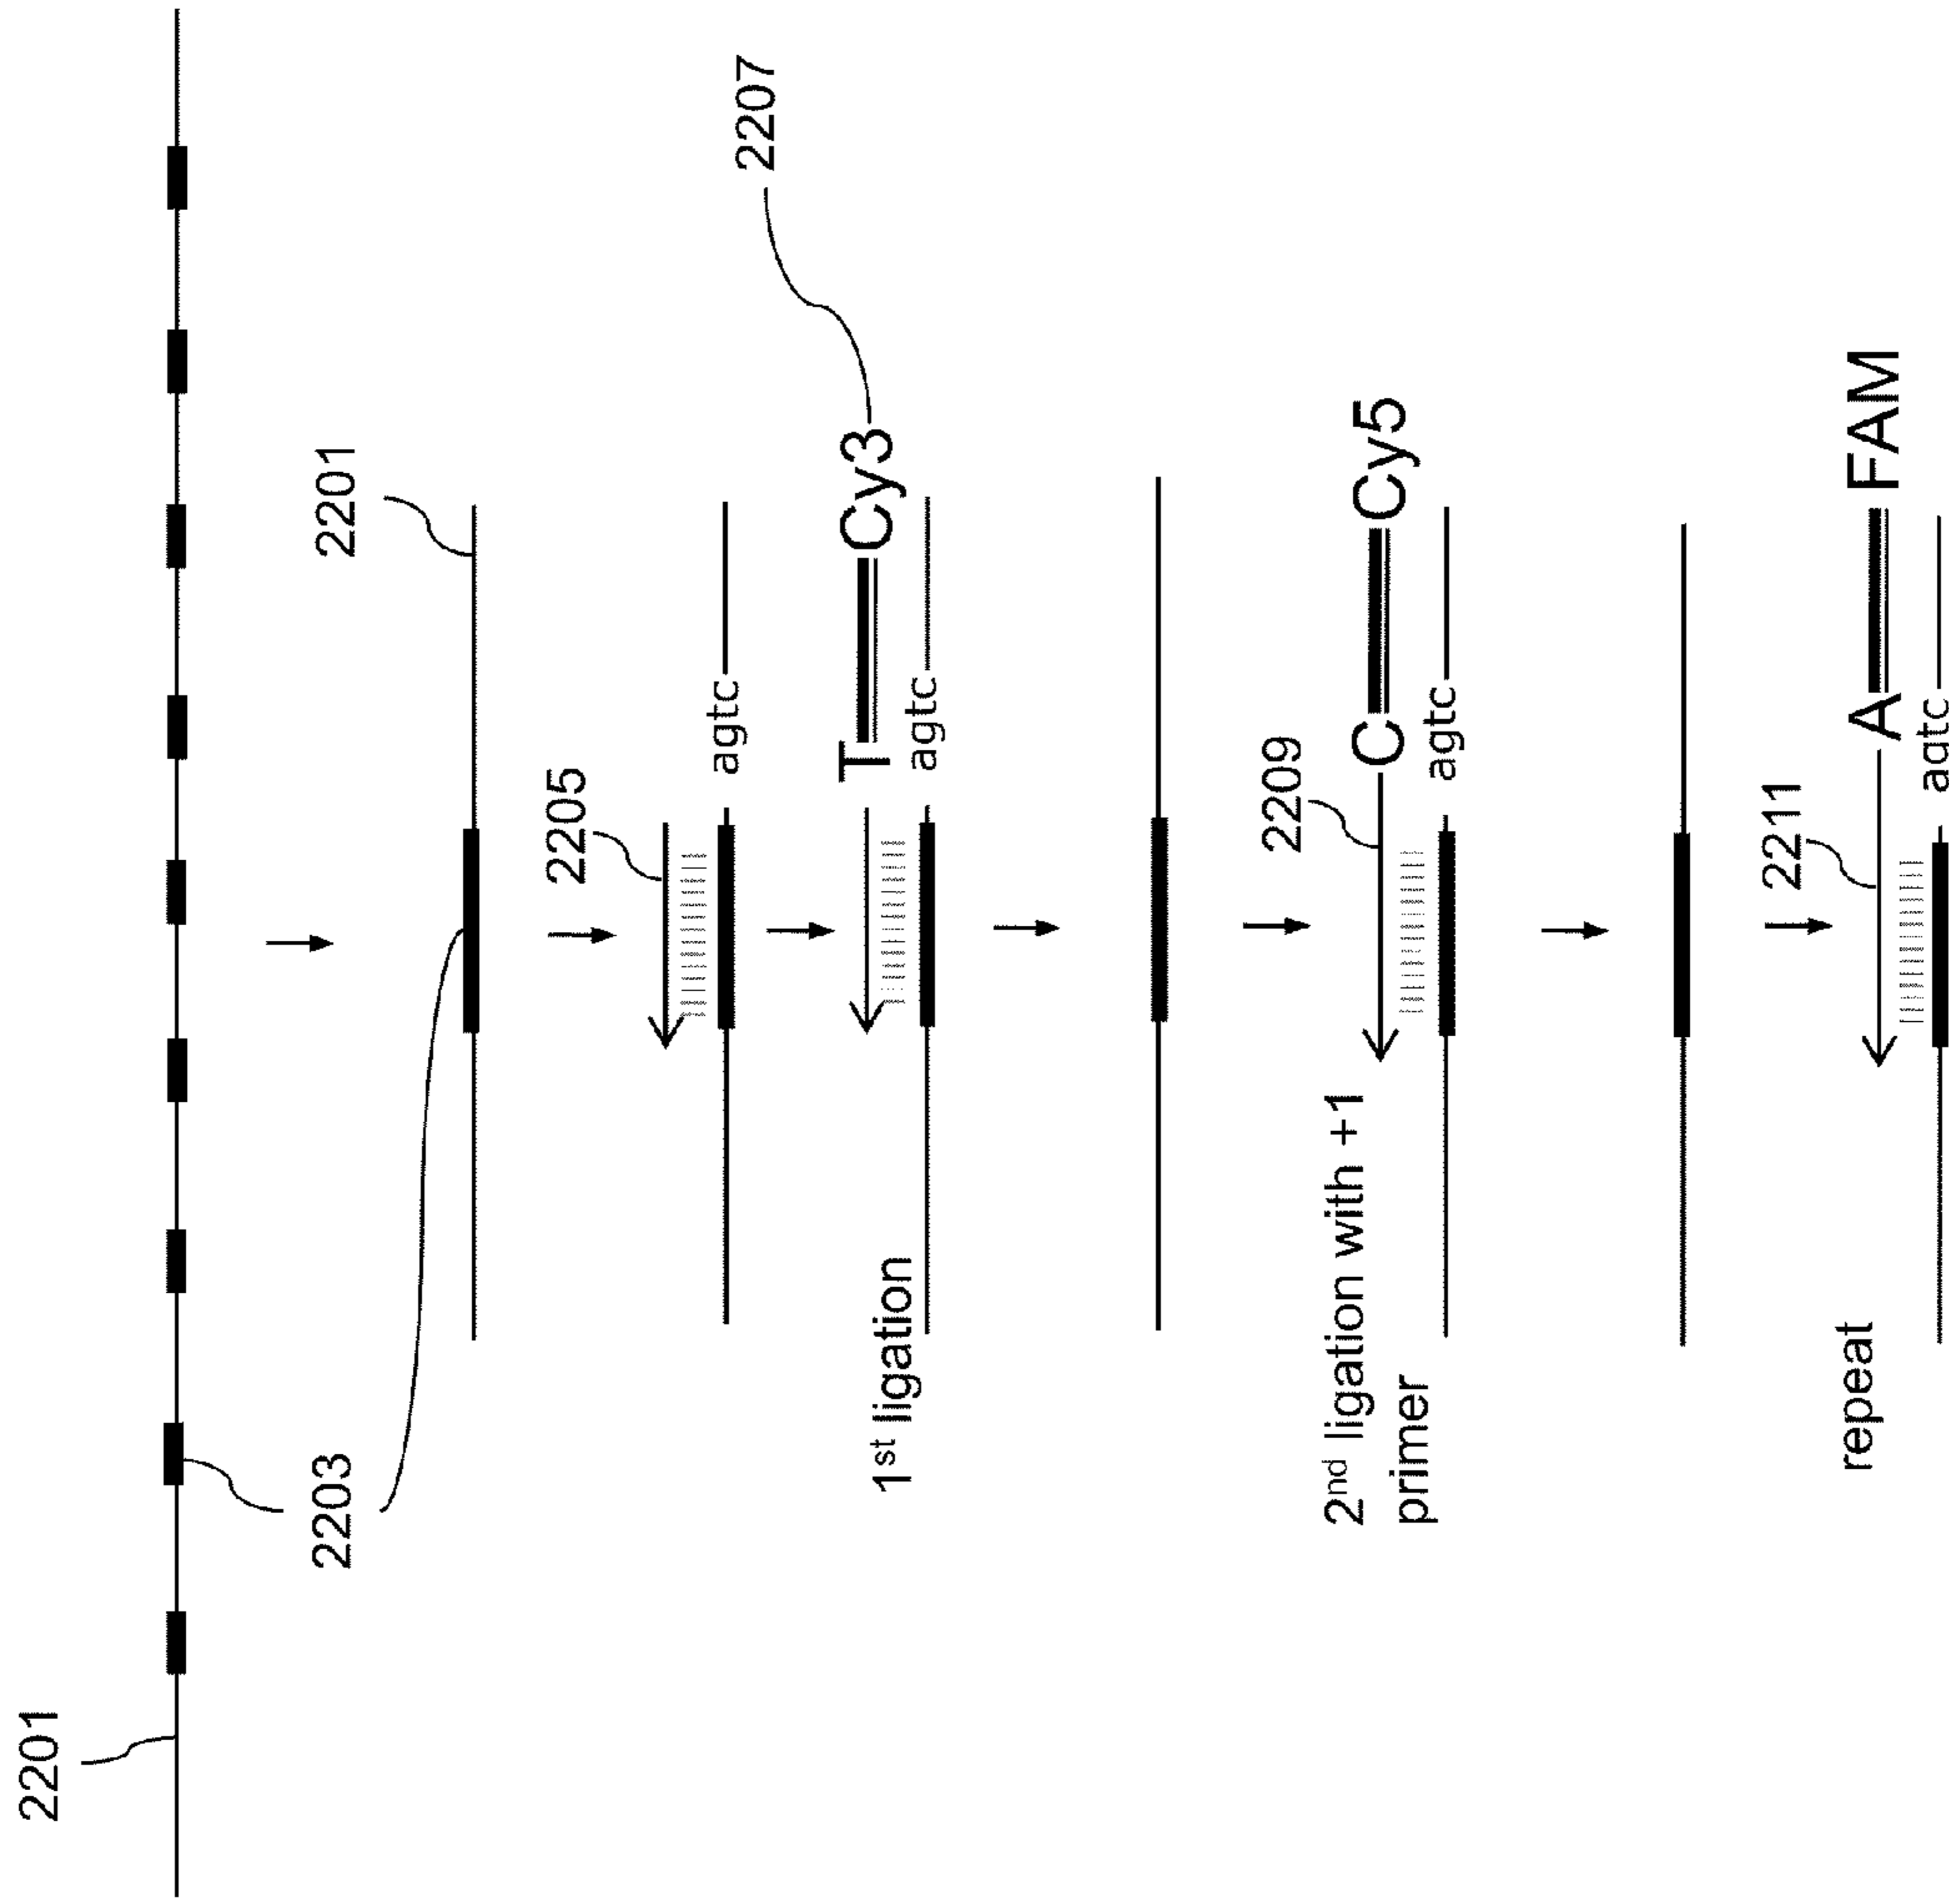 2201
2203
2201
2205
agtc
2207
1st ligation
T Cy3
agtc
2209
2nd ligation with +1
primer
C Cy5
agtc
2211
repeat
A FAM
agtc